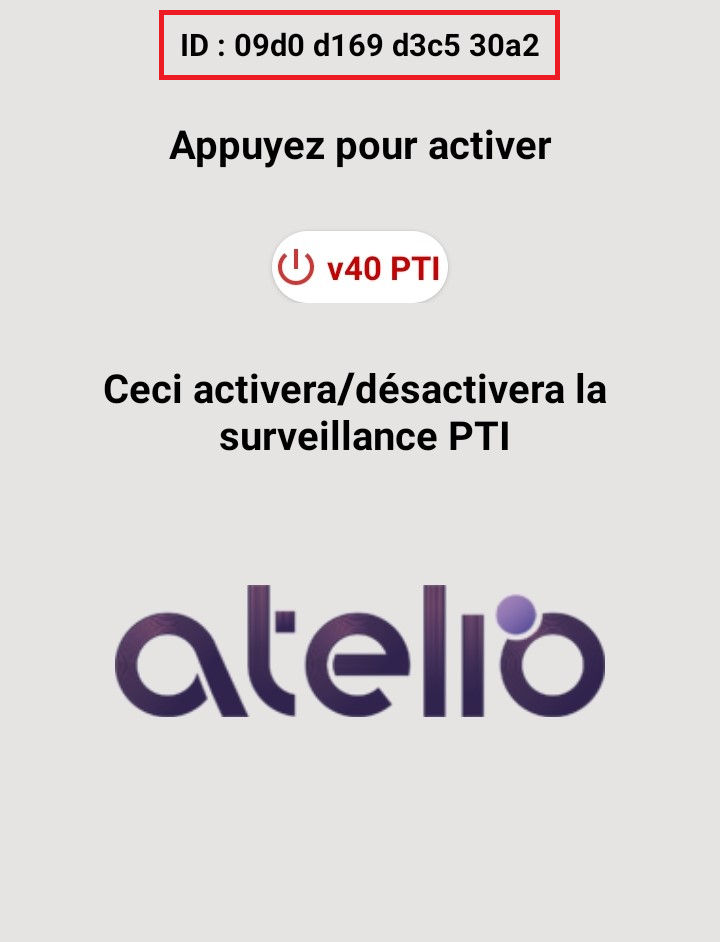 ID : 09d0 d169 d3c5 30a2
Appuyez pour activer
v40 PTI
Ceci activera/désactivera la
surveillance PTI
atelio